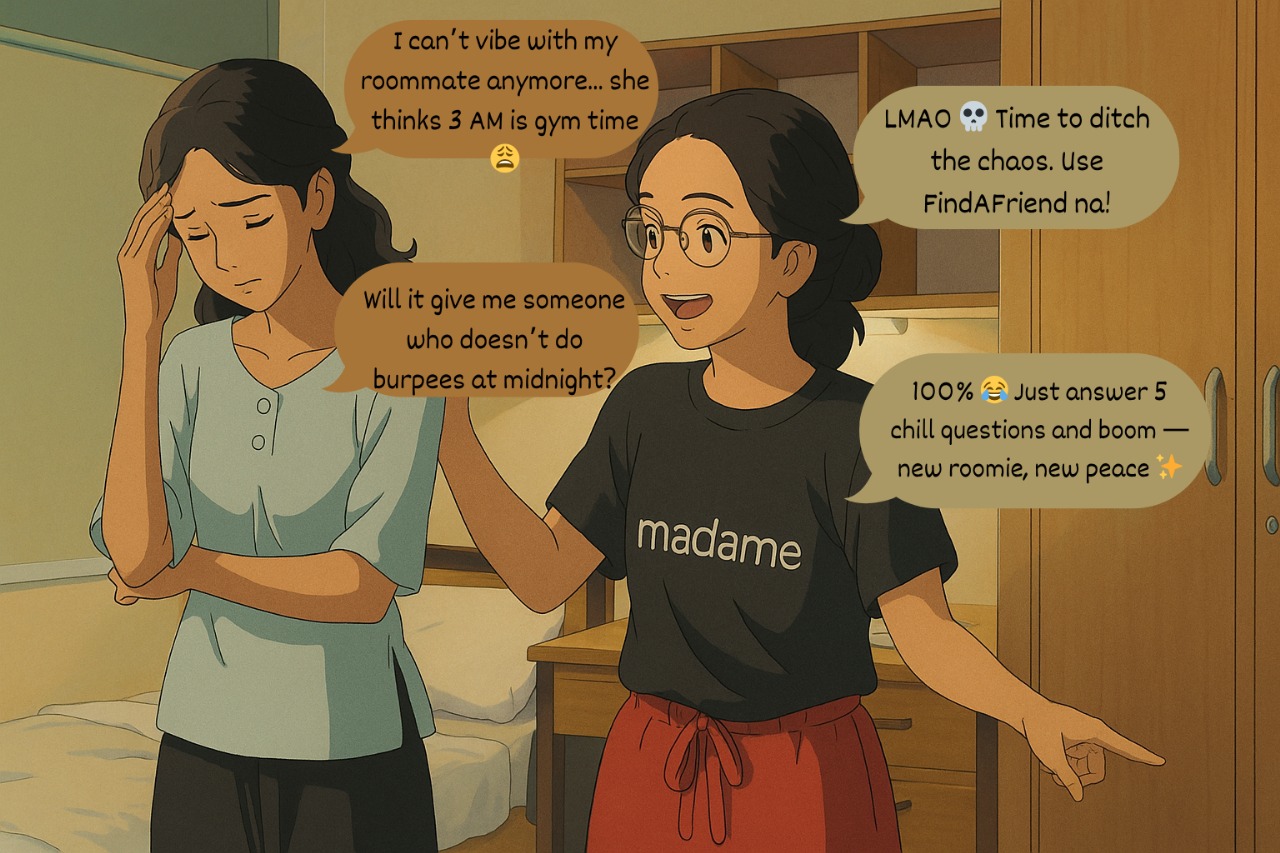 I can't vibe with my
roommate anymore... she
thinks 3 AM is gym time
😩
LMAO 💀 Time to ditch
the chaos. Use
FindAFriend na!
Will it give me someone
who doesn't do
burpees at midnight?
100% 😂 Just answer 5
chill questions and boom —
new roomie, new peace ✨
madame